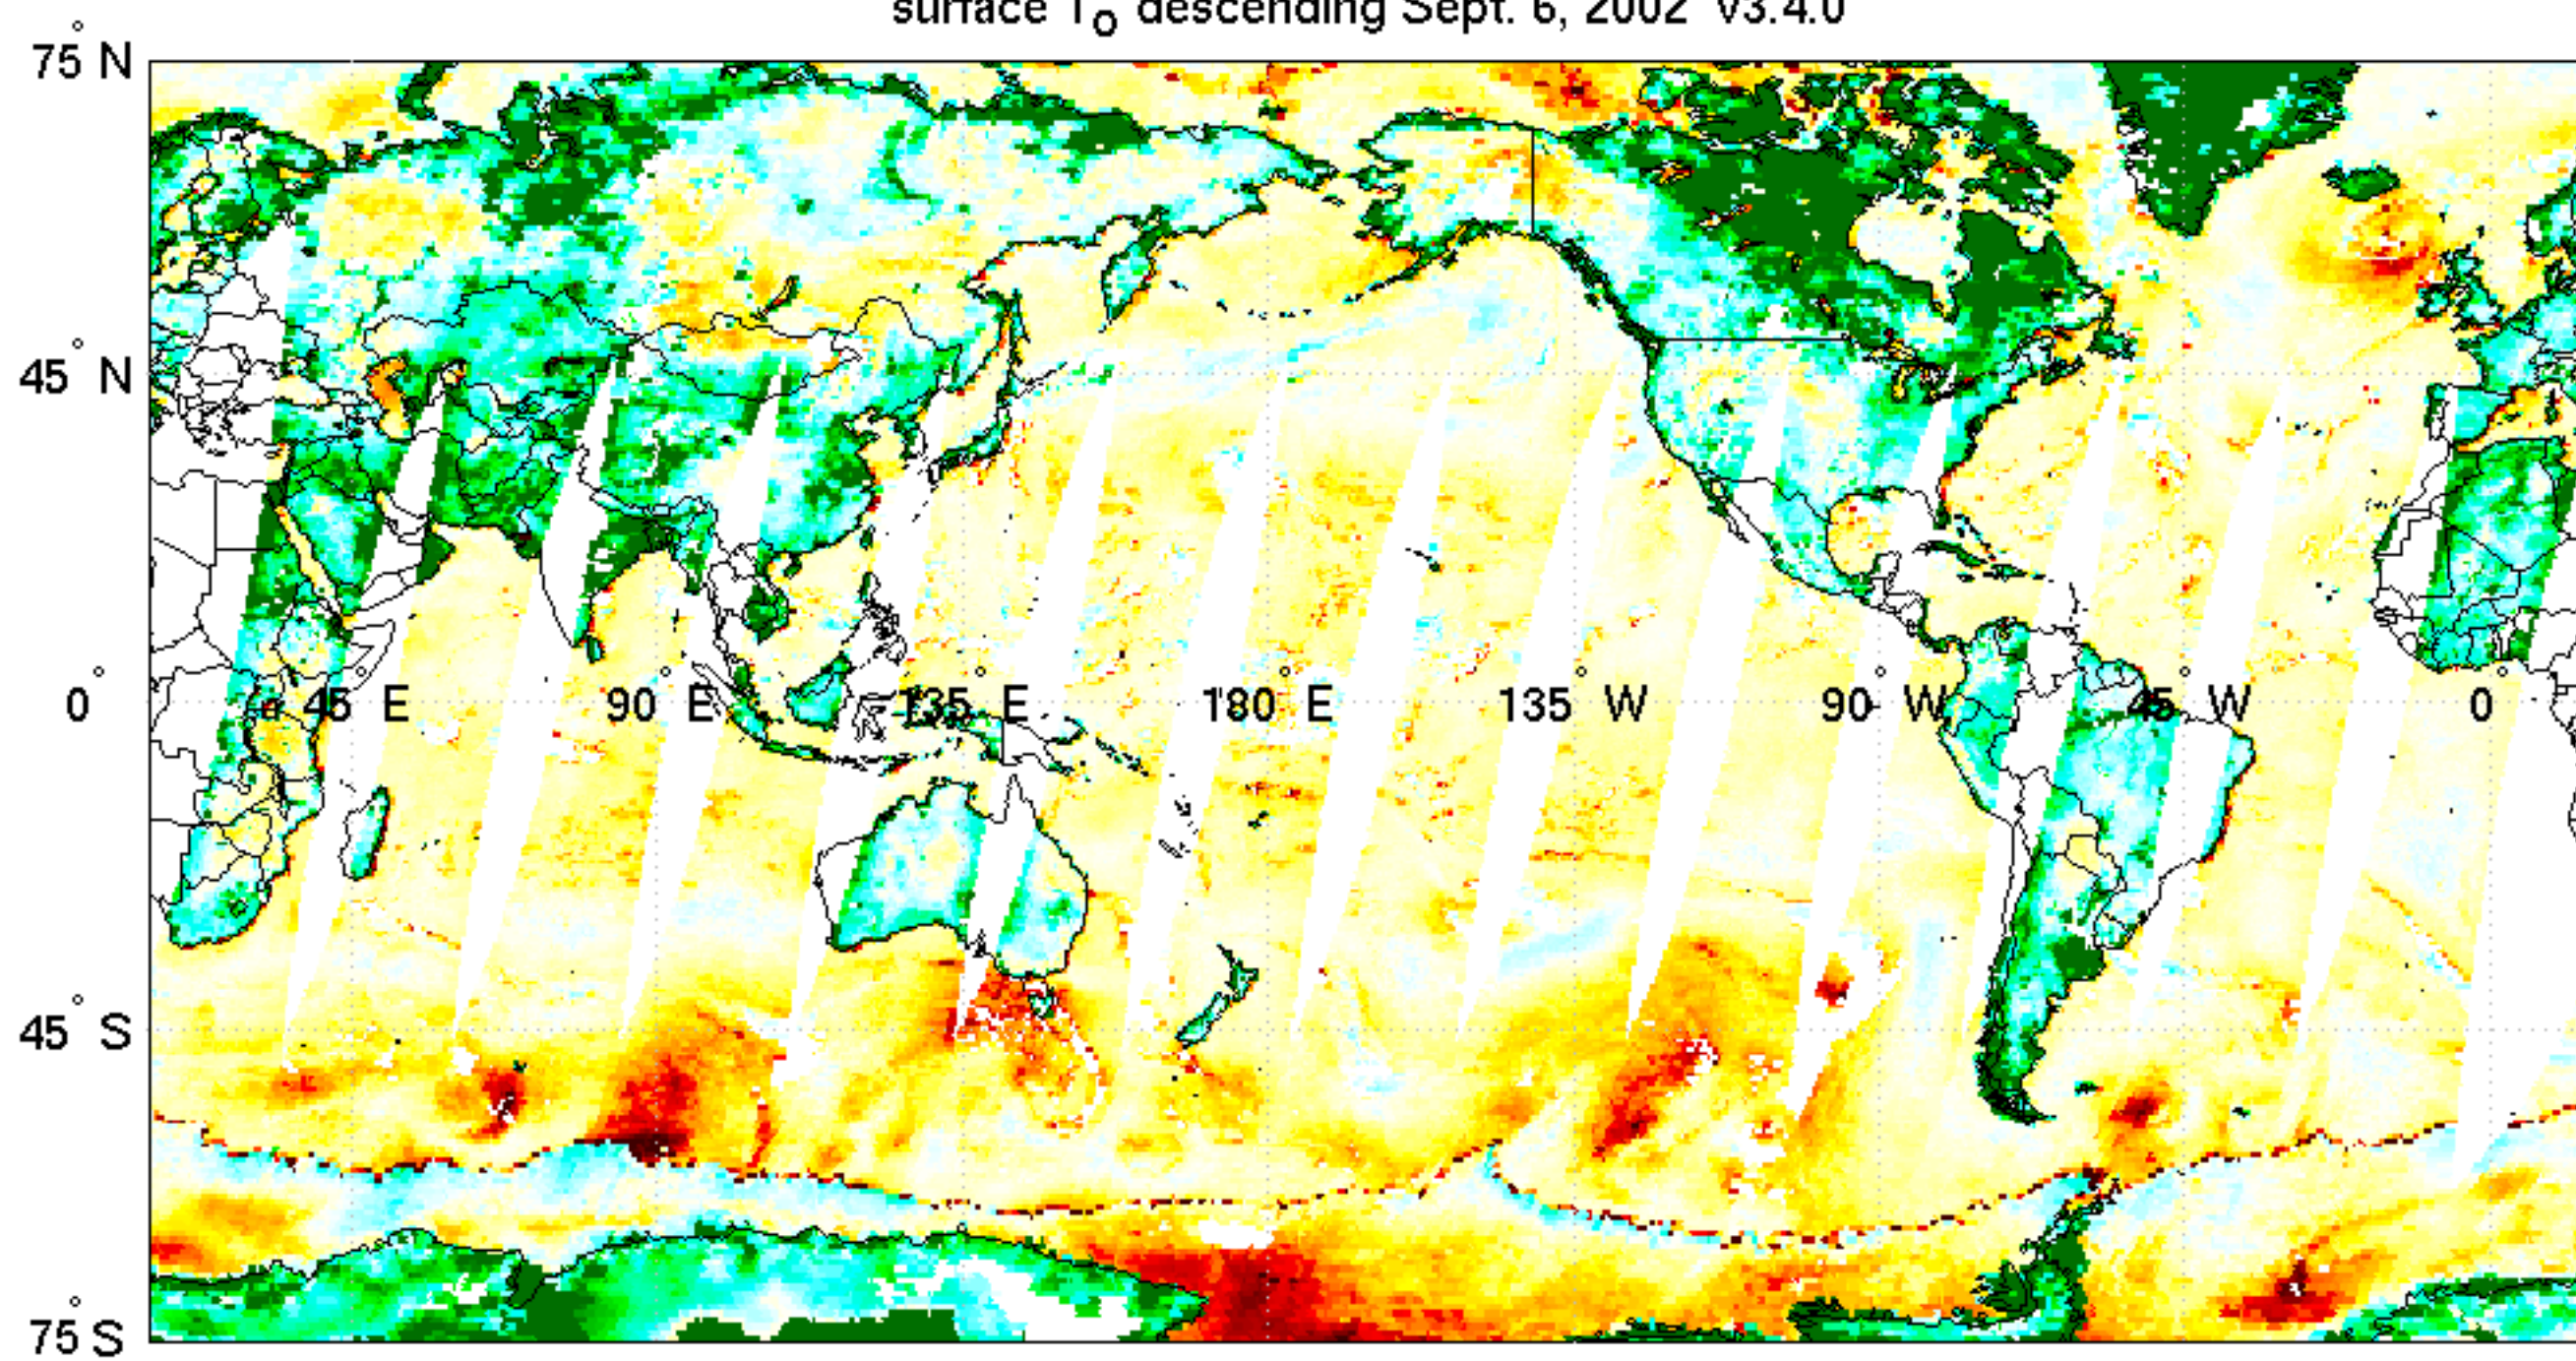 surface T₀ descending Sept. 6, 2002 v3.4.0
75° N
45° N
0° 45° E 90° E 135° E 180° E 135° W 90° W 45° W 0°
45° S
75° S